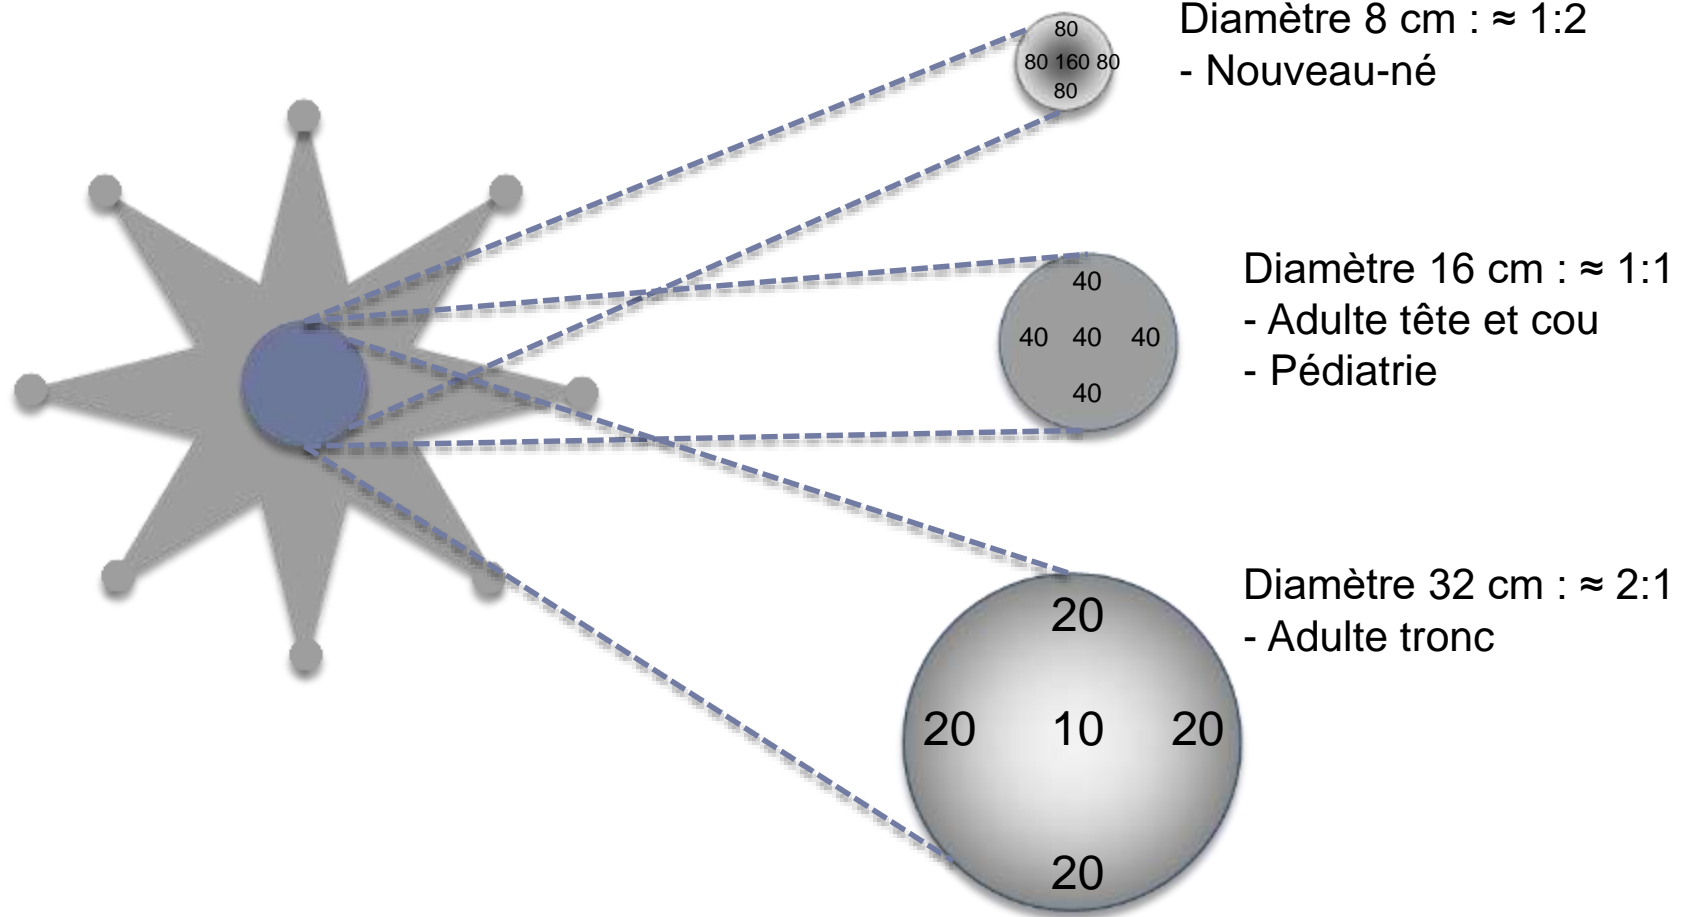 80
80 160 80
80
Diamètre 8 cm : ≈ 1:2
- Nouveau-né
40
40 40 40
40
Diamètre 16 cm : ≈ 1:1
- Adulte tête et cou
- Pédiatrie
20
20 10 20
20
Diamètre 32 cm : ≈ 2:1
- Adulte tronc